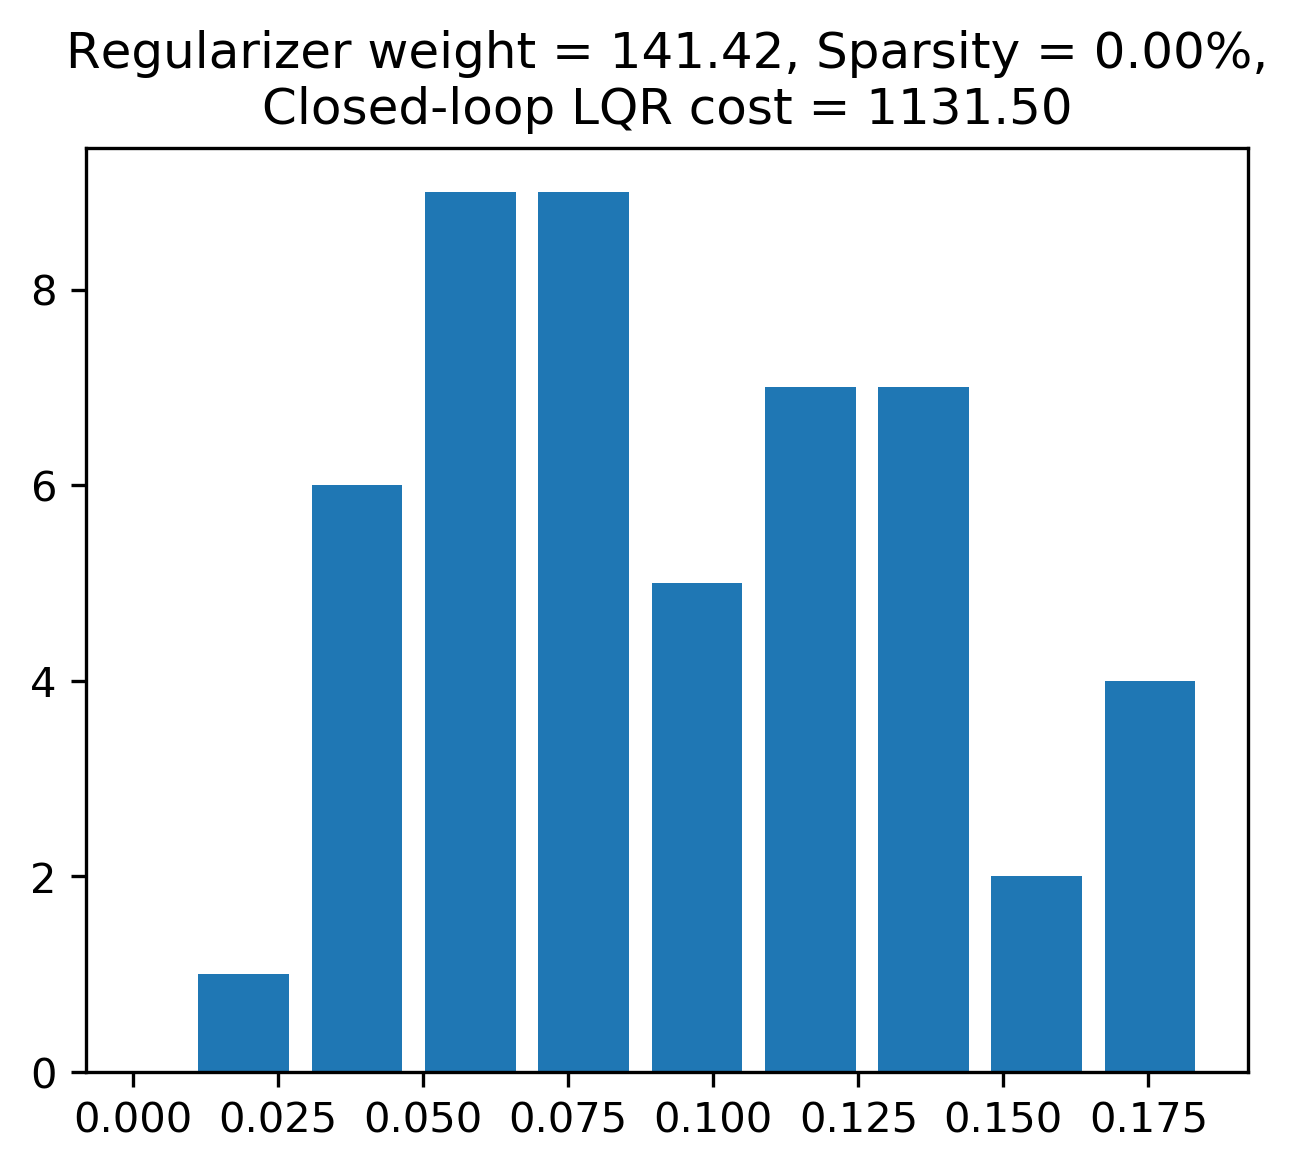 Regularizer weight = 141.42, Sparsity = 0.00%,
Closed-loop LQR cost = 1131.50
8
6
4
2
0
0.000 0.025 0.050 0.075 0.100 0.125 0.150 0.175